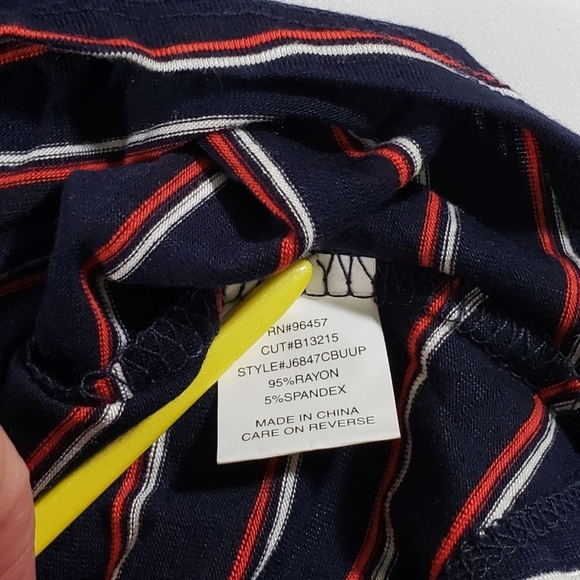 RN#96457
CUT#B13215
STYLE#J6847CBUUP
95%RAYON
5%SPANDEX
MADE IN CHINA
CARE ON REVERSE